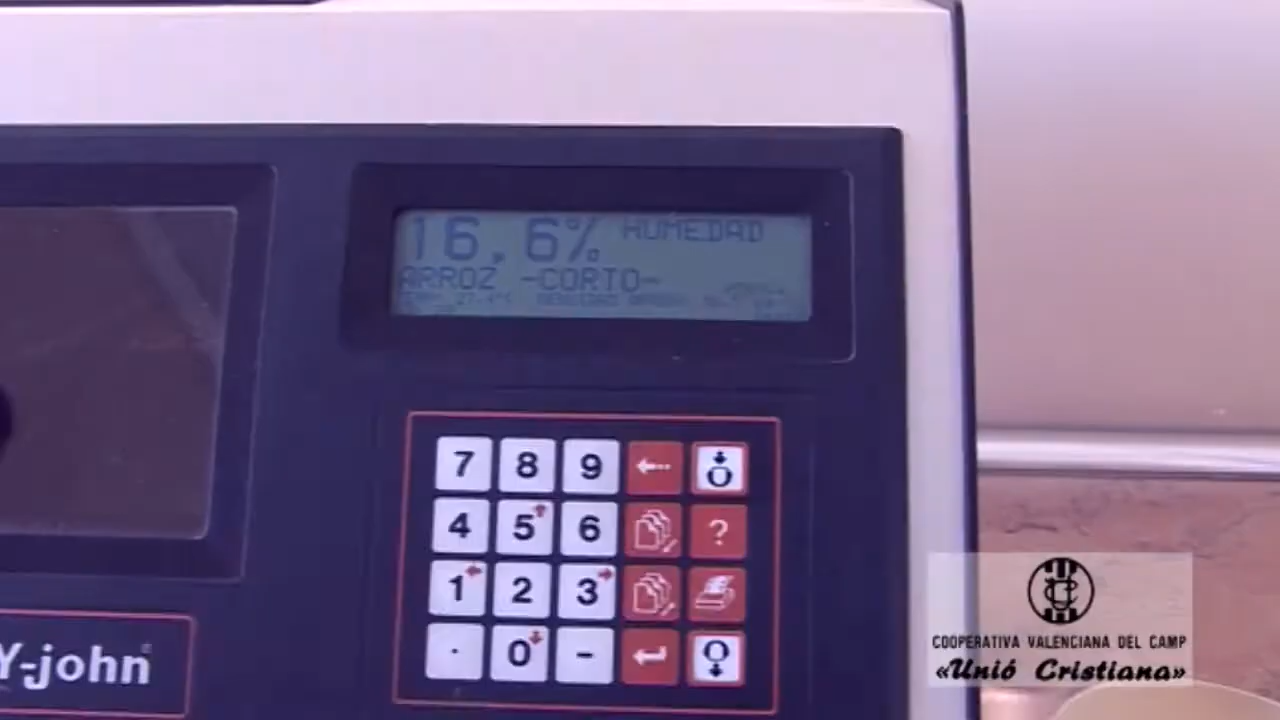 16,6% HUMEDAD
ARROZ -CORTO-
7 8 9
4 5 6 ?
1 2 3
. 0 -
Y-john
COOPERATIVA VALENCIANA DEL CAMP
«Unió Cristiana»